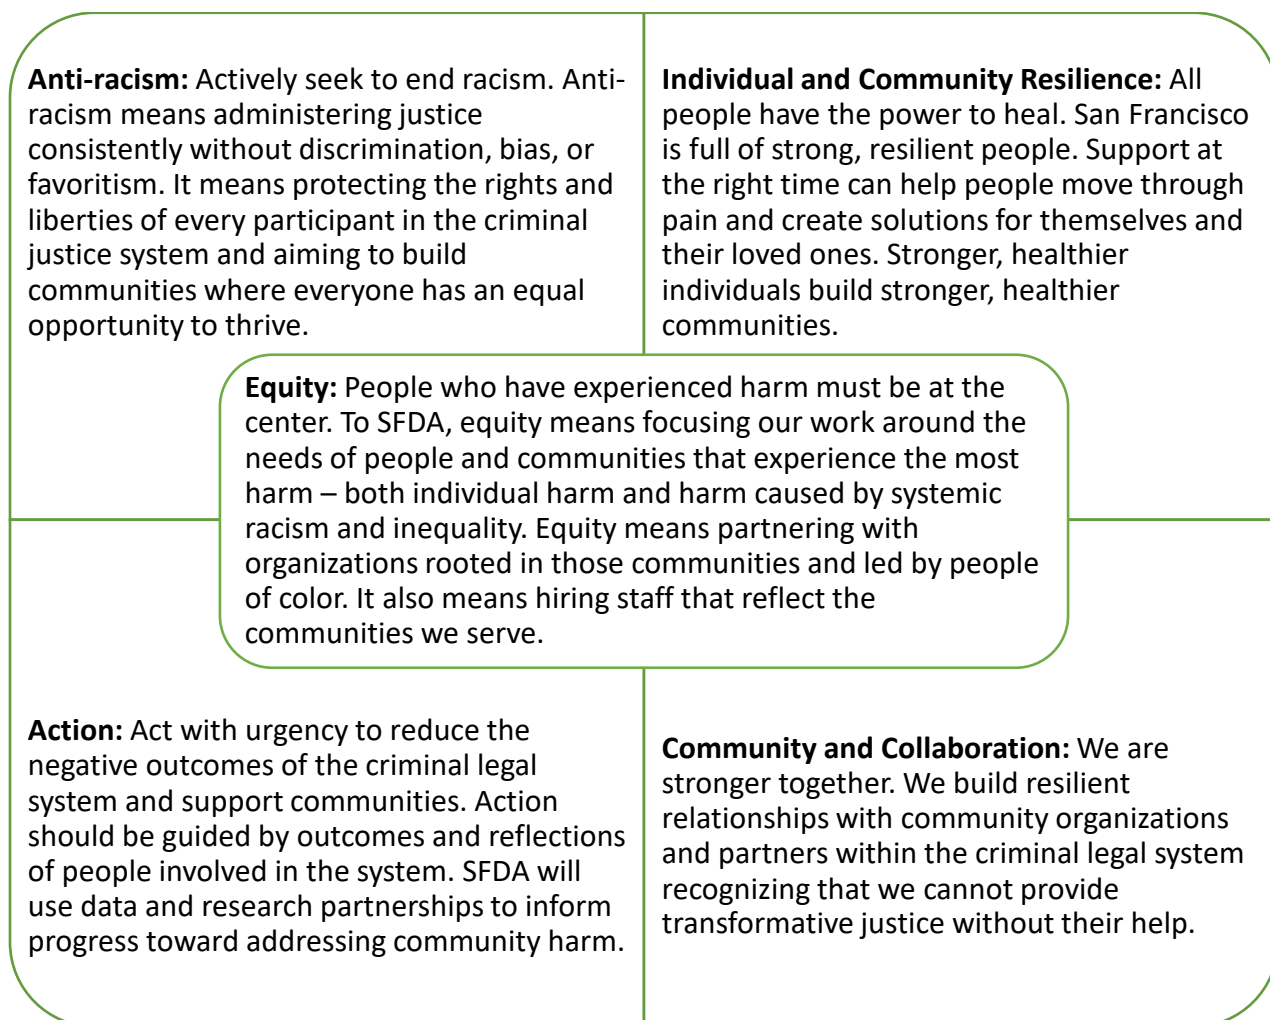 Anti-racism: Actively seek to end racism. Anti-
racism means administering justice
consistently without discrimination, bias, or
favoritism. It means protecting the rights and
liberties of every participant in the criminal
justice system and aiming to build
communities where everyone has an equal
opportunity to thrive.
Individual and Community Resilience: All
people have the power to heal. San Francisco
is full of strong, resilient people. Support at
the right time can help people move through
pain and create solutions for themselves and
their loved ones. Stronger, healthier
individuals build stronger, healthier
communities.
Equity: People who have experienced harm must be at the
center. To SFDA, equity means focusing our work around the
needs of people and communities that experience the most
harm – both individual harm and harm caused by systemic
racism and inequality. Equity means partnering with
organizations rooted in those communities and led by people
of color. It also means hiring staff that reflect the
communities we serve.
Action: Act with urgency to reduce the
negative outcomes of the criminal legal
system and support communities. Action
should be guided by outcomes and reflections
of people involved in the system. SFDA will
use data and research partnerships to inform
progress toward addressing community harm.
Community and Collaboration: We are
stronger together. We build resilient
relationships with community organizations
and partners within the criminal legal system
recognizing that we cannot provide
transformative justice without their help.